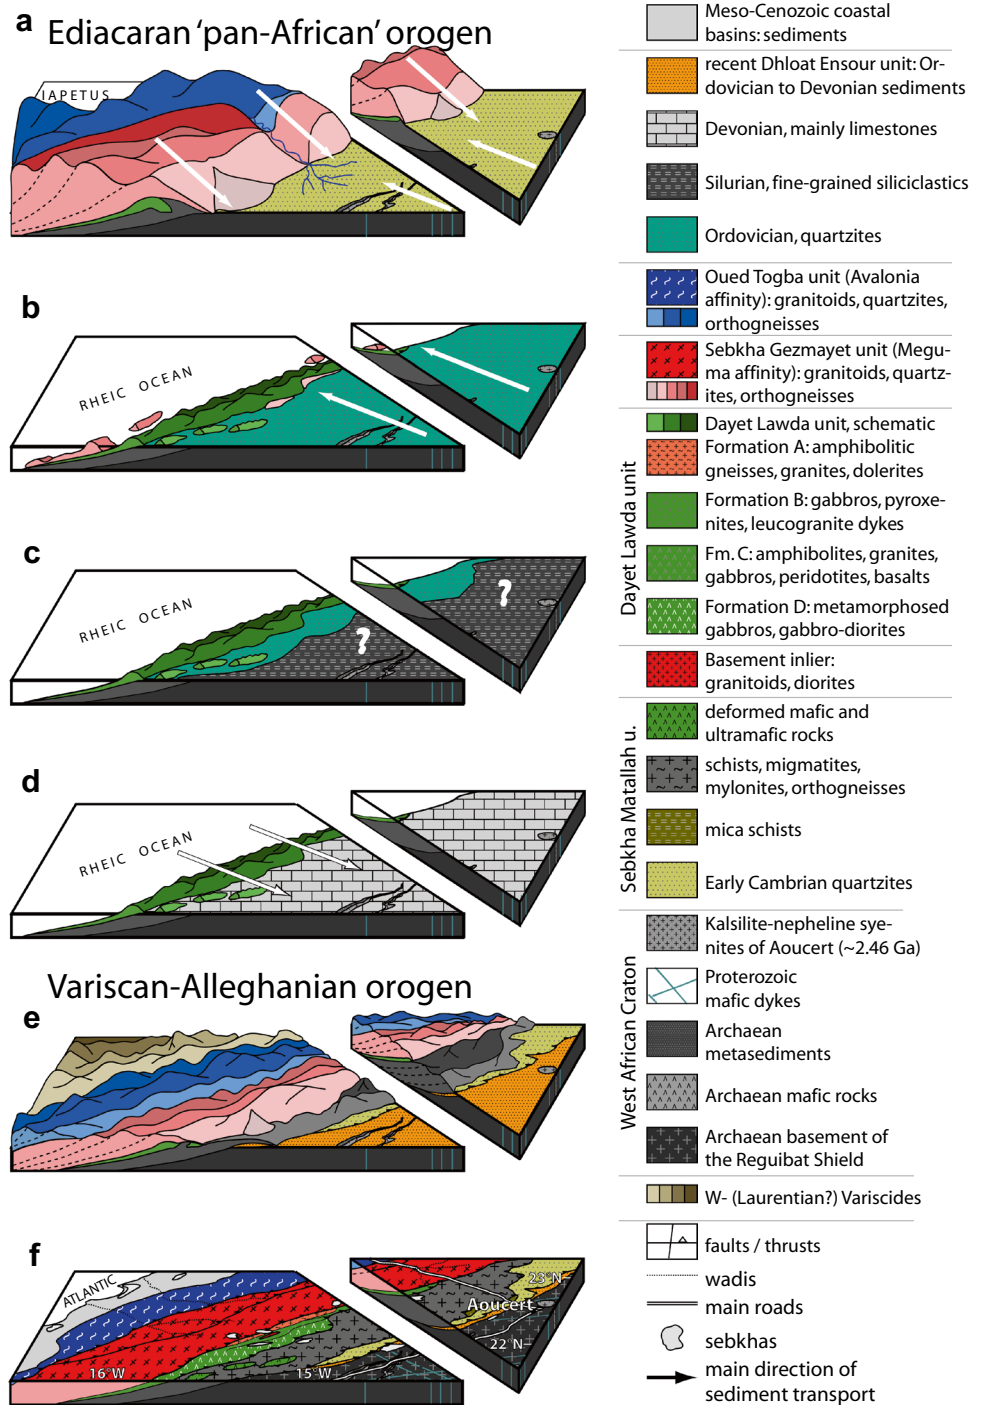 a
Ediacaran ‘pan-African’ orogen
IAPETUS
b
RHEIC OCEAN
c
RHEIC OCEAN
?
?
d
RHEIC OCEAN
Variscan-Alleghanian orogen
e
f
ATLANTIC
16°W
15°W
23°N
Aoucert
22°N
Meso-Cenozoic coastal
basins: sediments
recent Dhloat Ensour unit: Or-
dovician to Devonian sediments
Devonian, mainly limestones
Silurian, fine-grained siliciclastics
Ordovician, quartzites
Oued Togba unit (Avalonia
affinity): granitoids, quartzites,
orthogneisses
Sebkha Gezmayet unit (Megu-
ma affinity): granitoids, quartz-
ites, orthogneisses
Dayet Lawda unit
Dayet Lawda unit, schematic
Formation A: amphibolitic
gneisses, granites, dolerites
Formation B: gabbros, pyroxe-
nites, leucogranite dykes
Fm. C: amphibolites, granites,
gabbros, peridotites, basalts
Formation D: metamorphosed
gabbros, gabbro-diorites
Basement inlier:
granitoids, diorite
Sebkha Matallah u.
deformed mafic and
ultramafic rocks
schists, migmatites,
mylonites, orthogneisses
mica schists
Early Cambrian quartzites
West African Craton
Kalsilite-nepheline sye-
nites of Aoucert (~2.46 Ga)
Proterozoic
mafic dykes
Archaean
metasediments
Archaean mafic rocks
Archaean basement of
the Reguibat Shield
W- (Laurentian?) Variscides
faults / thrusts
wadis
main roads
sebkhas
main direction of
sediment transport